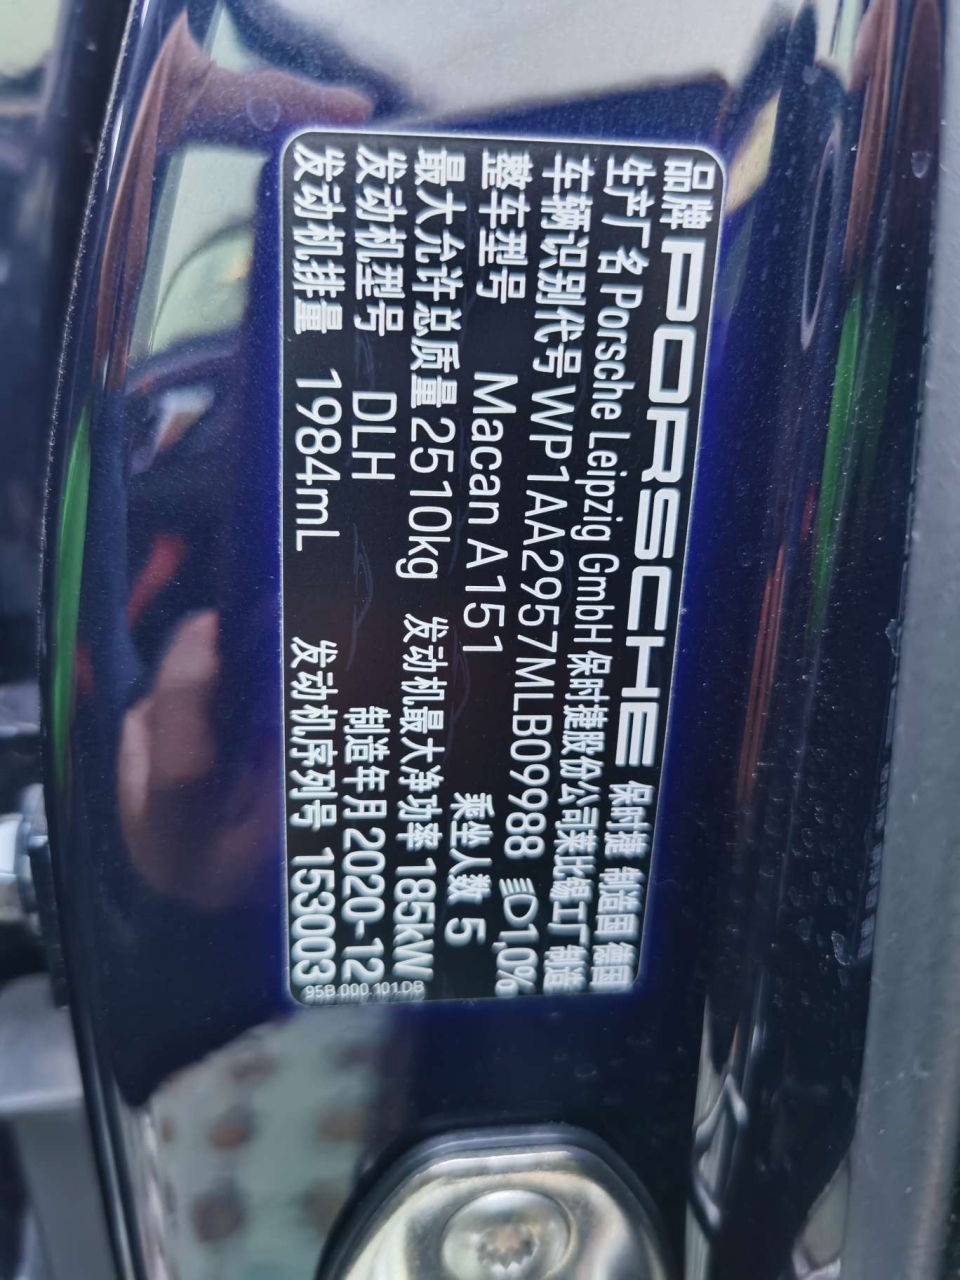 品牌 PORSCHE 保时捷 制造国 德国
生产厂名 Porsche Leipzig GmbH 保时捷股份公司莱比锡工厂 制造
车辆识别代号 WP1AA2957MLB09988 1,0%
整车型号 Macan A151 乘坐人数 5
最大允许总质量 2510kg 发动机最大净功率 185kW
发动机型号 DLH 制造年月 2020-12
发动机排量 1984mL 发动机序列号 153003
95B.000.101.DB